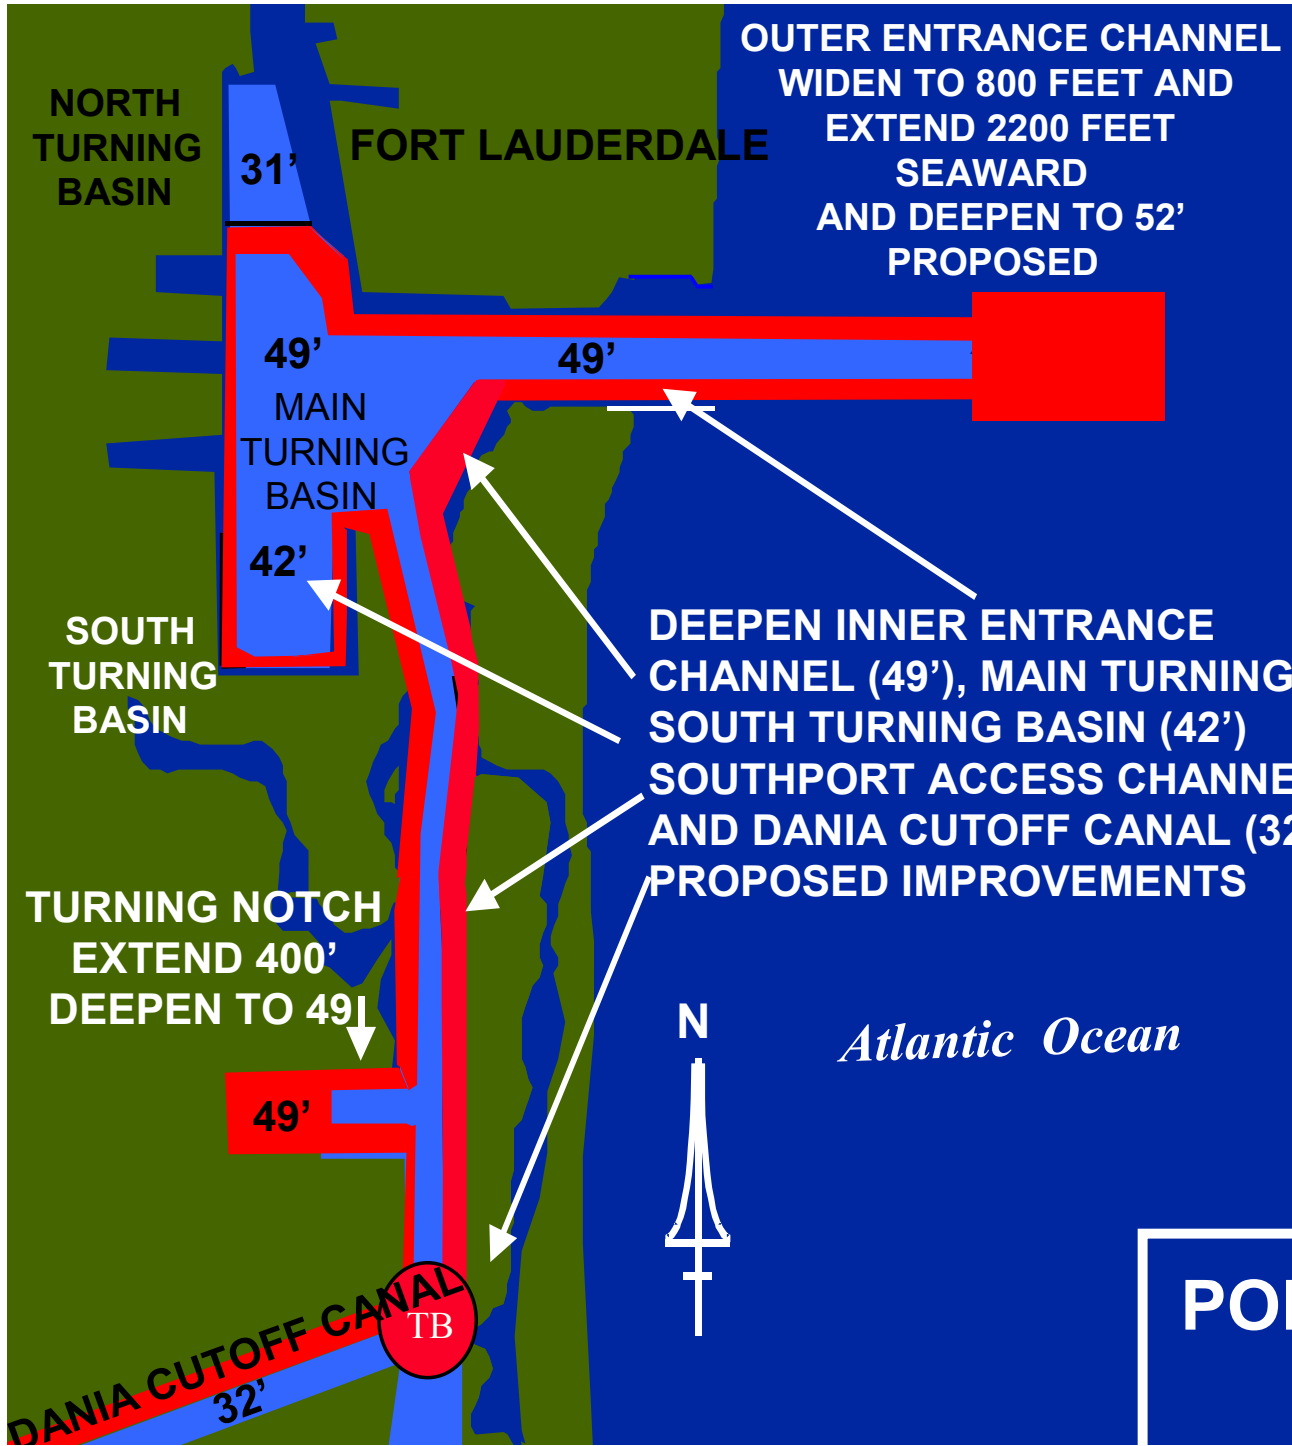 OUTER ENTRANCE CHANNEL
WIDEN TO 800 FEET AND
EXTEND 2200 FEET
SEAWARD
AND DEEPEN TO 52’
PROPOSED
NORTH
TURNING
BASIN
31’
FORT LAUDERDALE
49’
49’
MAIN
TURNING
BASIN
42’
SOUTH
TURNING
BASIN
DEEPEN INNER ENTRANCE
CHANNEL (49’), MAIN TURNING
SOUTH TURNING BASIN (42’)
SOUTHPORT ACCESS CHANNE
AND DANIA CUTOFF CANAL (32
PROPOSED IMPROVEMENTS
TURNING NOTCH
EXTEND 400’
DEEPEN TO 49
49’
N
Atlantic Ocean
DANIA CUTOFF CANAL
TB
32’